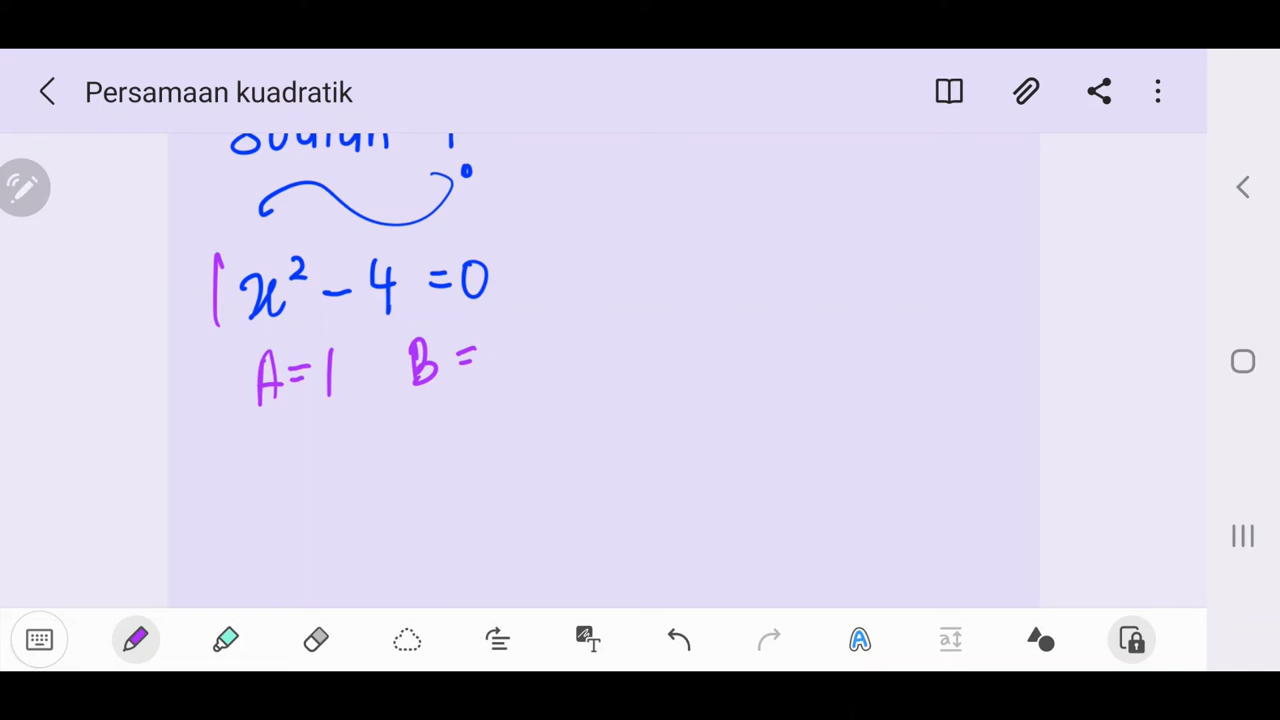 Persamaan kuadratik
x² - 4 = 0
A = 1 B =